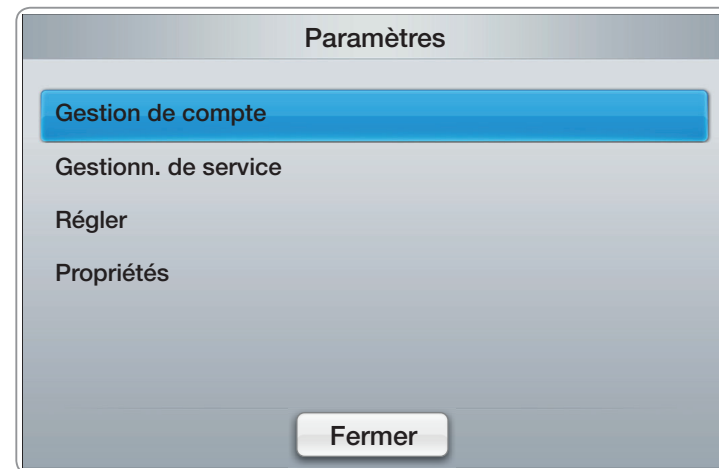 Paramètres
Gestion de compte
Gestionn. de service
Régler
Propriétés
Fermer